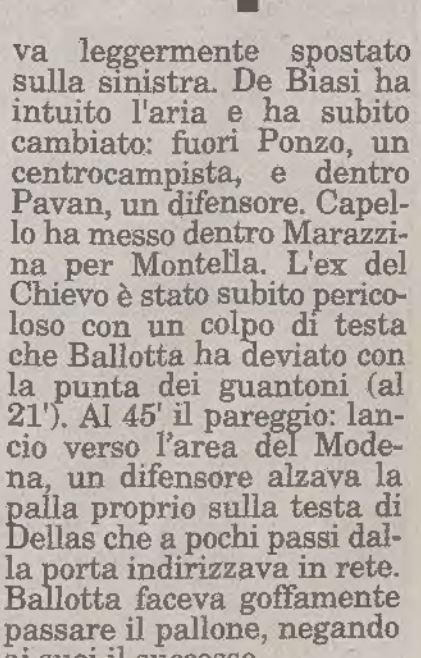 va leggermente spostato
sulla sinistra. De Biasi ha
intuito l'aria e ha subito
cambiato: fuori Ponzo, un
centrocampista, e dentro
Pavan, un difensore. Capel-
lo ha messo dentro Marazzi-
na per Montella. L'ex del
Chievo è stato subito perico-
loso con un colpo di testa
che Ballotta ha deviato con
la punta dei guantoni (al
21'). Al 45' il pareggio: lan-
cio verso l'area del Mode-
na, un difensore alzava la
palla proprio sulla testa di
Dellas che a pochi passi dal-
la porta indirizzava in rete.
Ballotta faceva goffamente
passare il pallone, negando
ai suoi il successo